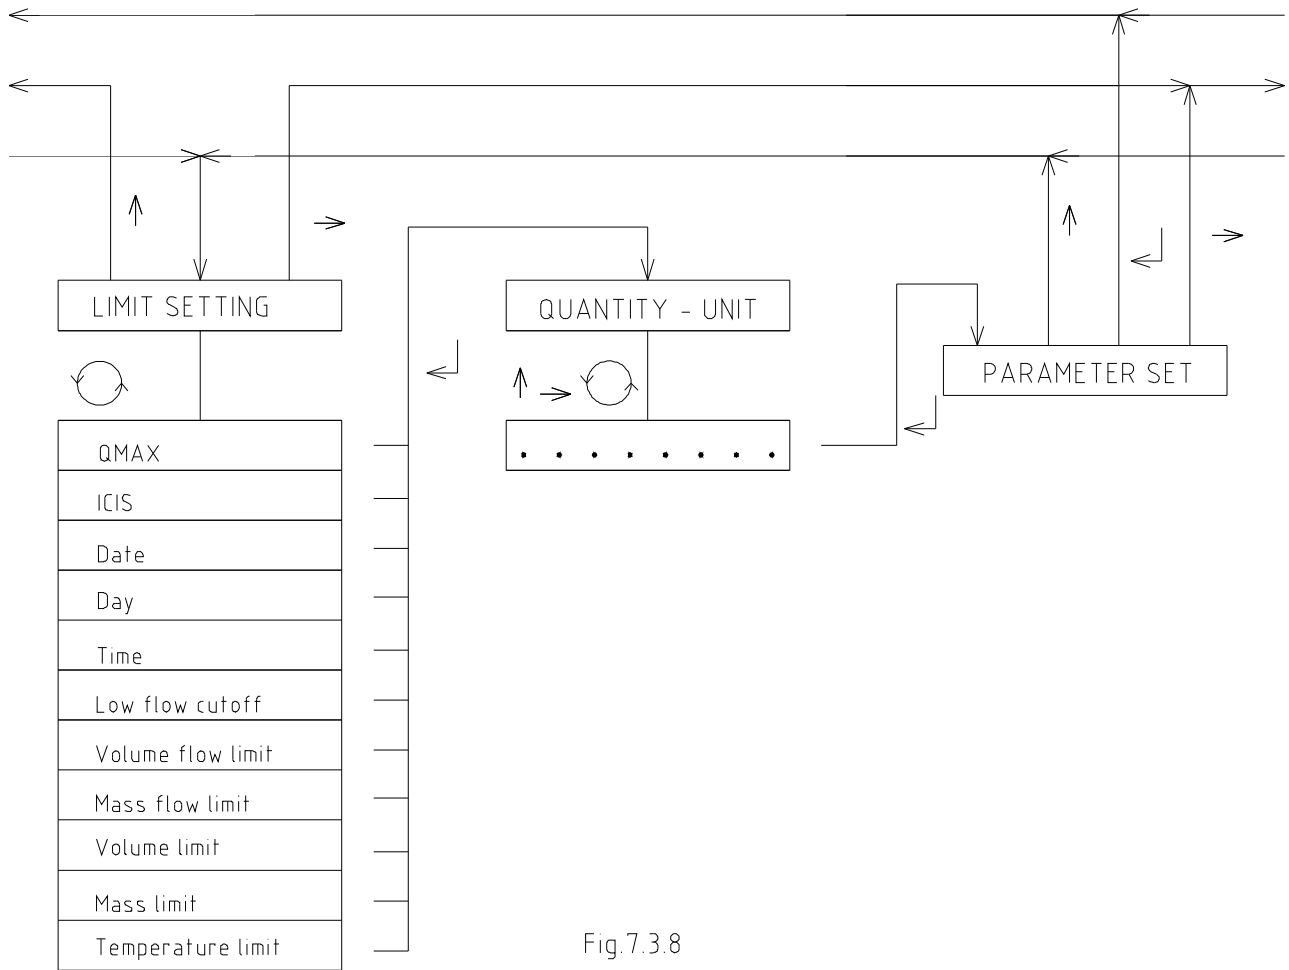 LIMIT SETTING
QUANTITY - UNIT
PARAMETER SET
QMAX
ICIS
Date
Day
Time
Low flow cutoff
Volume flow limit
Mass flow limit
Volume limit
Mass limit
Temperature limit
Fig.7.3.8